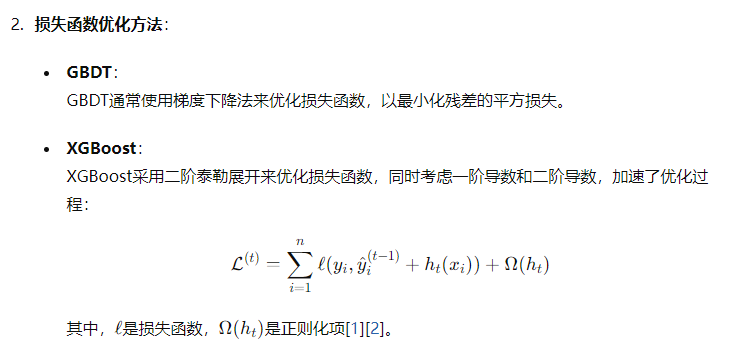 2. 损失函数优化方法：
• GBDT：
GBDT通常使用梯度下降法来优化损失函数，以最小化残差的平方损失。
• XGBoost：
XGBoost采用二阶泰勒展开来优化损失函数，同时考虑一阶导数和二阶导数，加速了优化过
程：
$\mathcal{L}^{(t)} = \sum_{i=1}^{n} \ell(y_i, \hat{y}_i^{(t-1)} + h_t(x_i)) + \Omega(h_t)$
其中，ℓ是损失函数，Ω(h_t)是正则化项[1][2]。